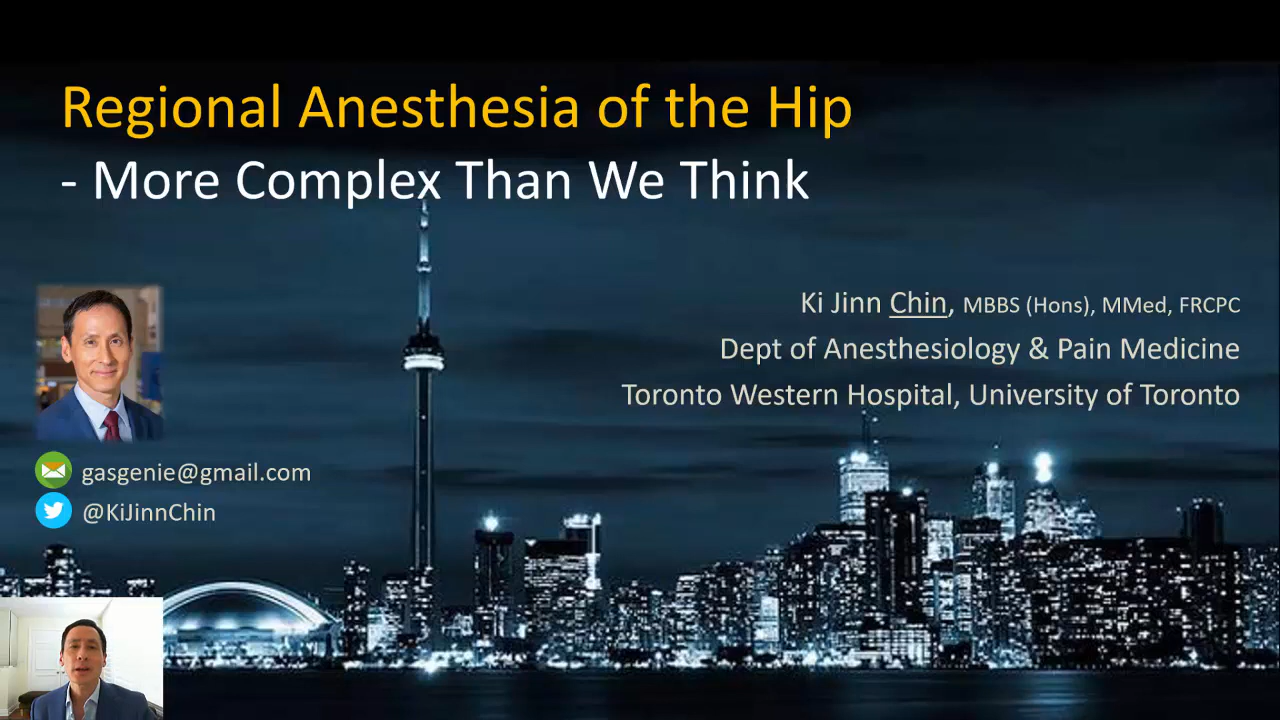 Regional Anesthesia of the Hip
- More Complex Than We Think
Ki Jinn Chin, MBBS (Hons), MMed, FRCPC
Dept of Anesthesiology & Pain Medicine
Toronto Western Hospital, University of Toronto
gasgenie@gmail.com
@KiJinnChin